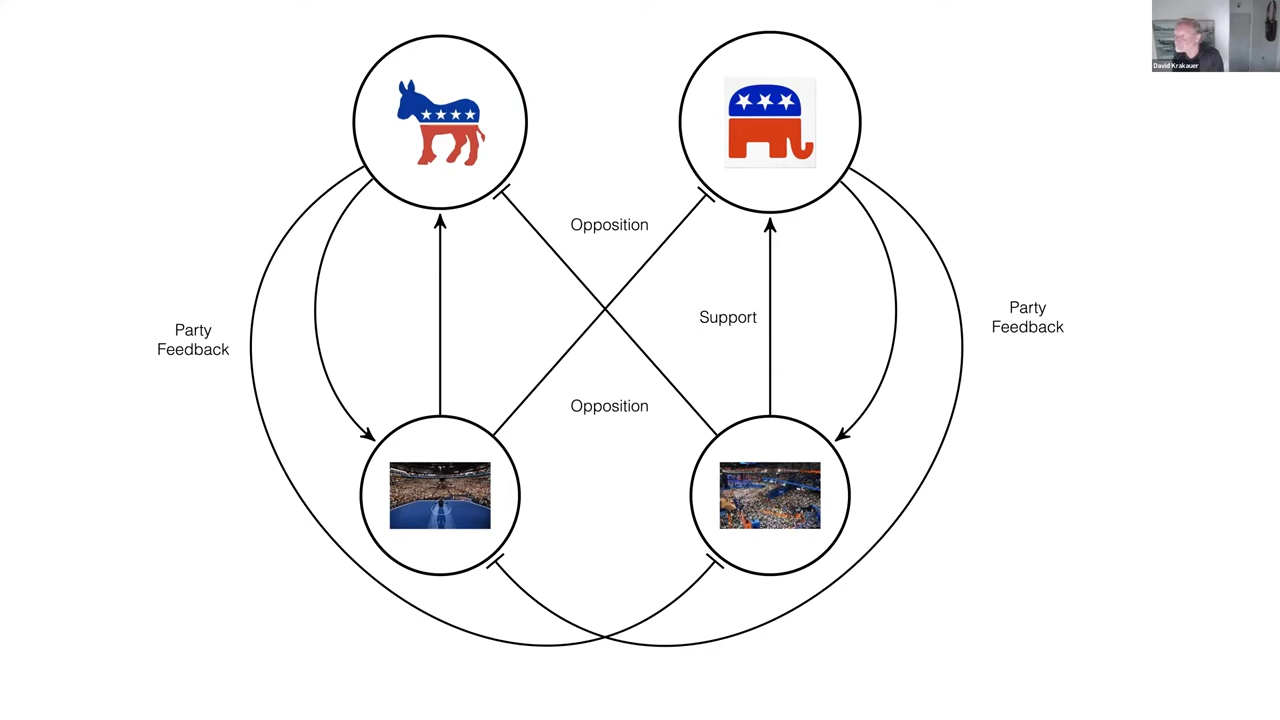 David Krakauer
Opposition
Support
Party
Feedback
Party
Feedback
Opposition